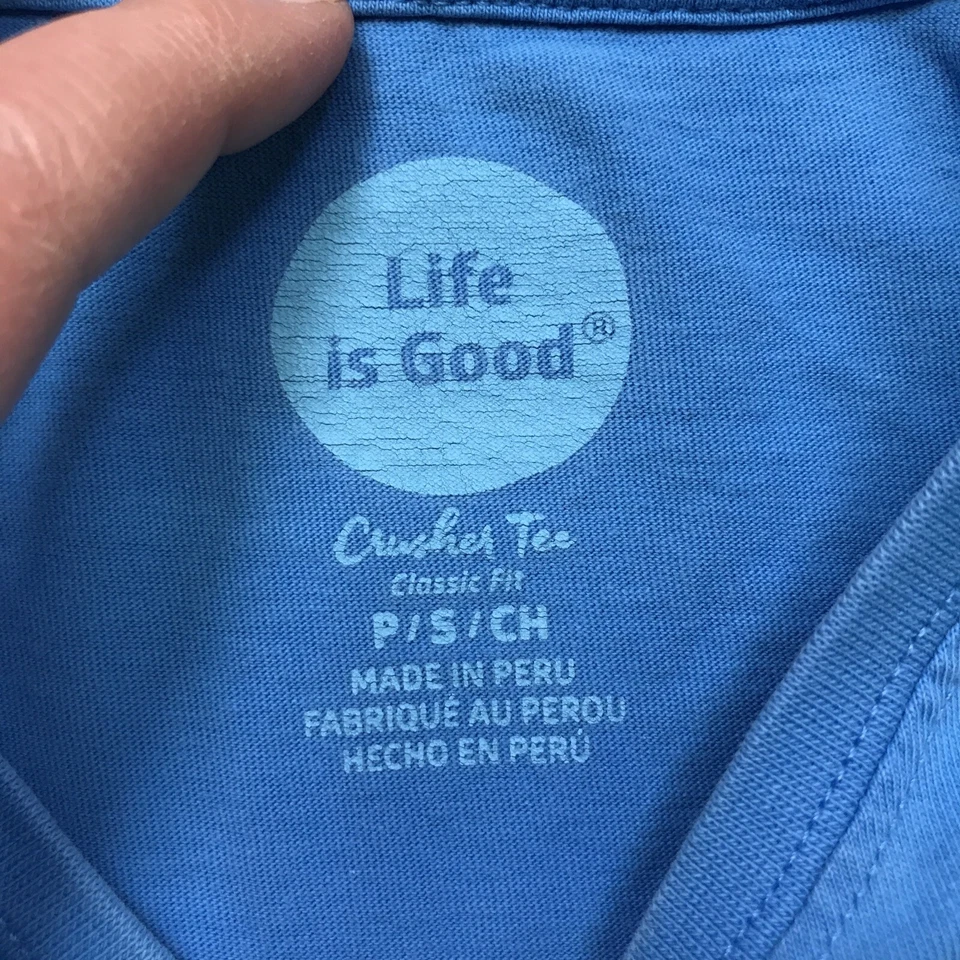 Life
is Good®
Crusher Tee
Classic Fit
P / S / CH
MADE IN PERU
FABRIQUÉ AU PEROU
HECHO EN PERÚ